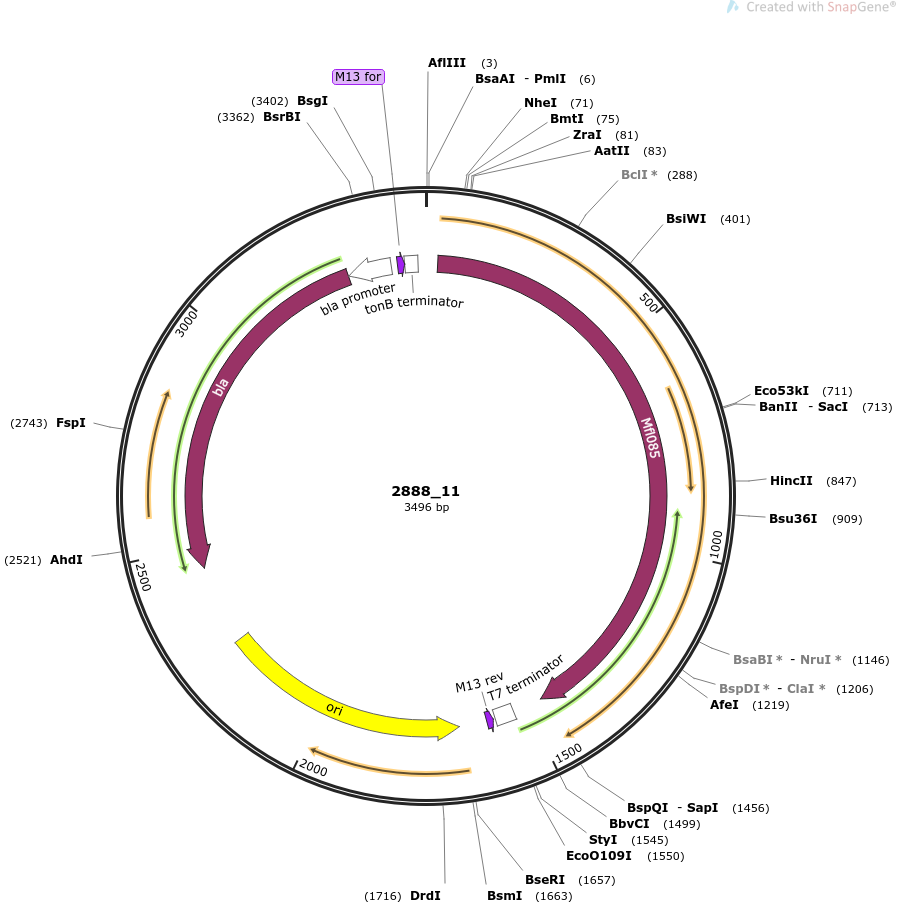 Created with SnapGene®
M13 for
AflIII (3)
BsaAI - PmlI (6)
(3402) BsgI
(3362) BsrBI
NheI (71)
BmtI (75)
ZraI (81)
AatII (83)
BclI * (288)
BsiWI (401)
500
bla promoter
tonB terminator
3000
bla
Mfl085
Eco53kI (711)
BanII - SacI (713)
(2743) FspI
HincII (847)
2888_11
3496 bp
Bsu36I (909)
1000
(2521) AhdI
2500
BsaBI * - NruI * (1146)
M13 rev
T7 terminator
BspDI * - ClaI * (1206)
AfeI (1219)
ori
1500
2000
BspQI - SapI (1456)
BbvCI (1499)
StyI (1545)
EcoO109I (1550)
BseRI (1657)
(1716) DrdI
BsmI (1663)